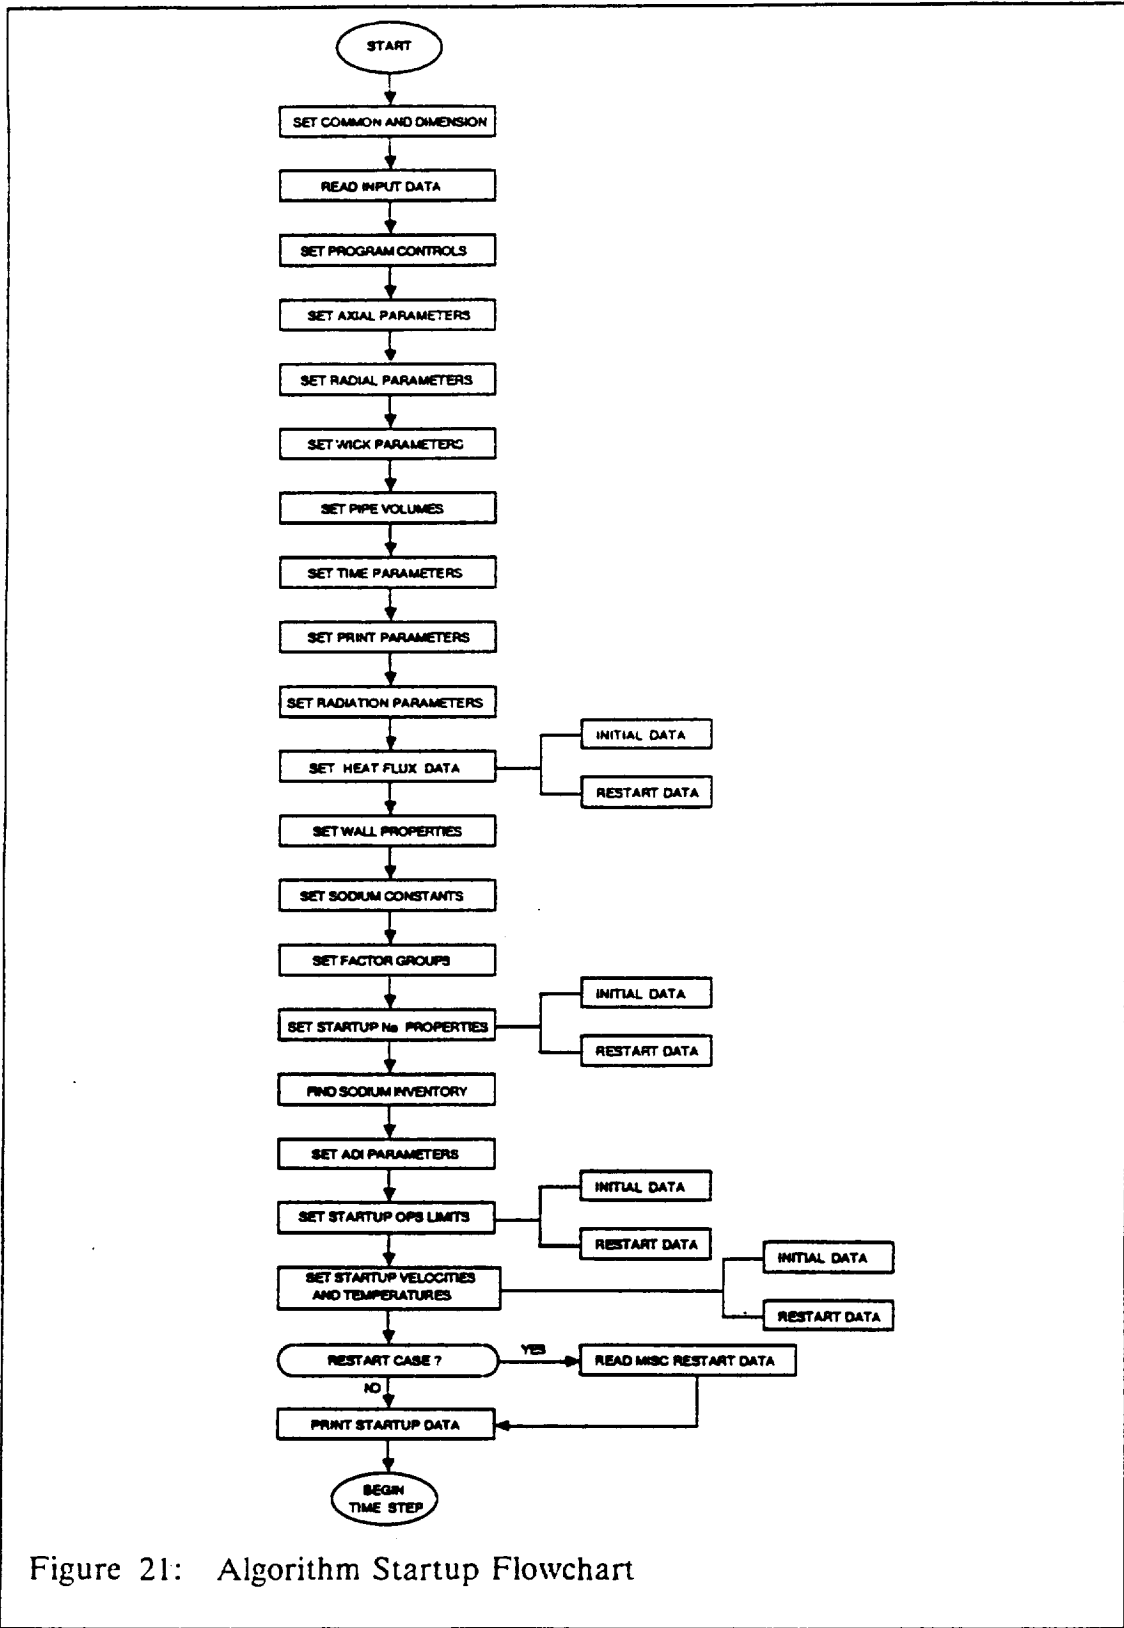 START
SET COMMON AND DIMENSION
READ INPUT DATA
SET PROGRAM CONTROLS
SET AXIAL PARAMETERS
SET RADIAL PARAMETERS
SET WICK PARAMETERS
SET PIPE VOLUMES
SET TIME PARAMETERS
SET PRINT PARAMETERS
SET RADIATION PARAMETERS
SET HEAT FLUX DATA
INITIAL DATA
RESTART DATA
SET WALL PROPERTIES
SET SODIUM CONSTANTS
SET FACTOR GROUPS
SET STARTUP Na PROPERTIES
INITIAL DATA
RESTART DATA
FIND SODIUM INVENTORY
SET ADI PARAMETERS
SET STARTUP OPS LIMITS
INITIAL DATA
RESTART DATA
SET STARTUP VELOCITIES
AND TEMPERATURES
INITIAL DATA
RESTART DATA
RESTART CASE ?
YES
READ MISC RESTART DATA
NO
PRINT STARTUP DATA
BEGIN
TIME STEP
Figure 21: Algorithm Startup Flowchart